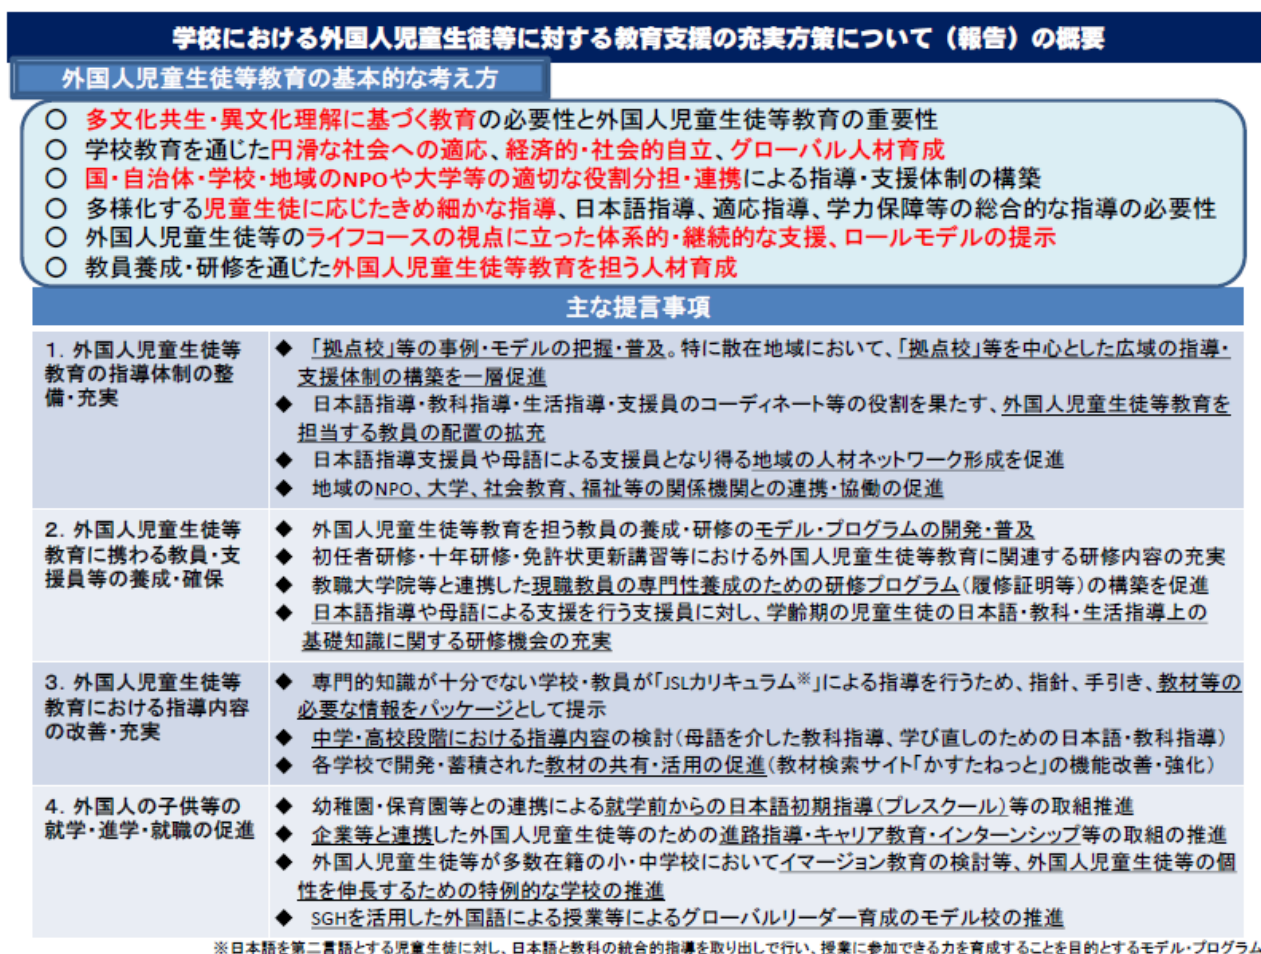 学校における外国人児童生徒等に対する教育支援の充実方策について（報告）の概要
外国人児童生徒等教育の基本的な考え方
○ 多文化共生・異文化理解に基づく教育の必要性と外国人児童生徒等教育の重要性
○ 学校教育を通じた円滑な社会への適応、経済的・社会的自立、グローバル人材育成
○ 国・自治体・学校・地域のNPOや大学等の適切な役割分担・連携による指導・支援体制の構築
○ 多様化する児童生徒に応じたきめ細かな指導、日本語指導、適応指導、学力保障等の総合的な指導の必要性
○ 外国人児童生徒等のライフコースの視点に立った体系的・継続的な支援、ロールモデルの提示
○ 教員養成・研修を通じた外国人児童生徒等教育を担う人材育成
主な提言事項
１．外国人児童生徒等
教育の指導体制の整
備・充実
◆ 「拠点校」等の事例・モデルの把握・普及。特に散在地域において、「拠点校」等を中心とした広域の指導・
支援体制の構築を一層促進
◆ 日本語指導・教科指導・生活指導・支援員のコーディネート等の役割を果たす、外国人児童生徒等教育を
担当する教員の配置の拡充
◆ 日本語指導支援員や母語による支援員となり得る地域の人材ネットワーク形成を促進
◆ 地域のNPO、大学、社会教育、福祉等の関係機関との連携・協働の促進
２．外国人児童生徒等
教育に携わる教員・支
援員等の養成・確保
◆ 外国人児童生徒等教育を担う教員の養成・研修のモデル・プログラムの開発・普及
◆ 初任者研修・十年研修・免許状更新講習等における外国人児童生徒等教育に関連する研修内容の充実
◆ 教職大学院等と連携した現職教員の専門性養成のための研修プログラム（履修証明等）の構築を促進
◆ 日本語指導や母語による支援を行う支援員に対し、学齢期の児童生徒の日本語・教科・生活指導上の
基礎知識に関する研修機会の充実
３．外国人児童生徒等
教育における指導内容
の改善・充実
◆ 専門的知識が十分でない学校・教員が「JSLカリキュラム※」による指導を行うため、指針、手引き、教材等の
必要な情報をパッケージとして提示
◆ 中学・高校段階における指導内容の検討（母語を介した教科指導、学び直しのための日本語・教科指導）
◆ 各学校で開発・蓄積された教材の共有・活用の促進（教材検索サイト「かすたねっと」の機能改善・強化）
４．外国人の子供等の
就学・進学・就職の促進
◆ 幼稚園・保育園等との連携による就学前からの日本語初期指導（プレスクール）等の取組推進
◆ 企業等と連携した外国人児童生徒等のための進路指導・キャリア教育・インターンシップ等の取組の推進
◆ 外国人児童生徒等が多数在籍の小・中学校においてイマージョン教育の検討等、外国人児童生徒等の個
性を伸長するための特例的な学校の推進
◆ SGHを活用した外国語による授業等によるグローバルリーダー育成のモデル校の推進
※日本語を第二言語とする児童生徒に対し、日本語と教科の統合的指導を取り出しで行い、授業に参加できる力を育成することを目的とするモデル・プログラム